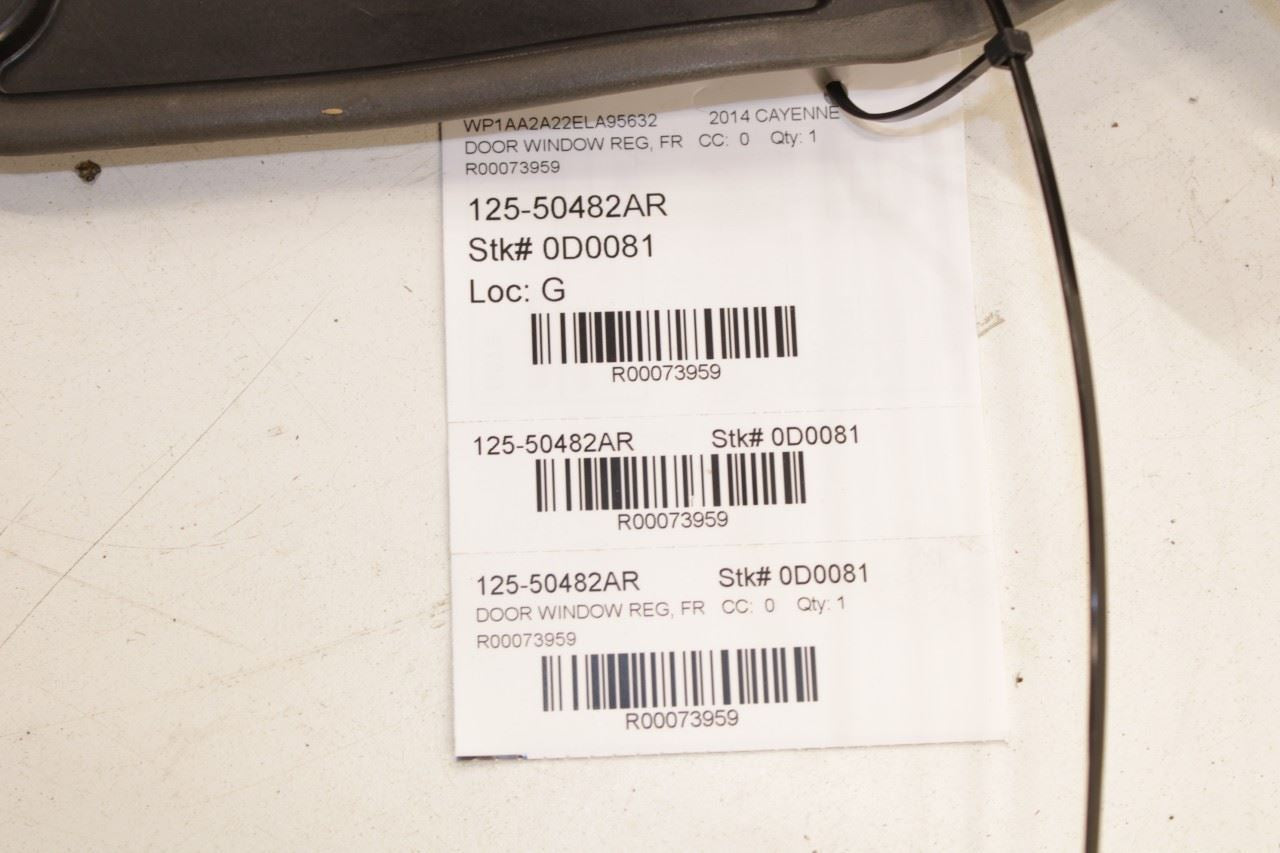 WP1AA2A22ELA95632 2014 CAYENNE
DOOR WINDOW REG, FR CC: 0 Qty: 1
R00073959
125-50482AR
Stk# 0D0081
Loc: G
R00073959
125-50482AR Stk# 0D0081
R00073959
125-50482AR Stk# 0D0081
DOOR WINDOW REG, FR CC: 0 Qty: 1
R00073959
R00073959